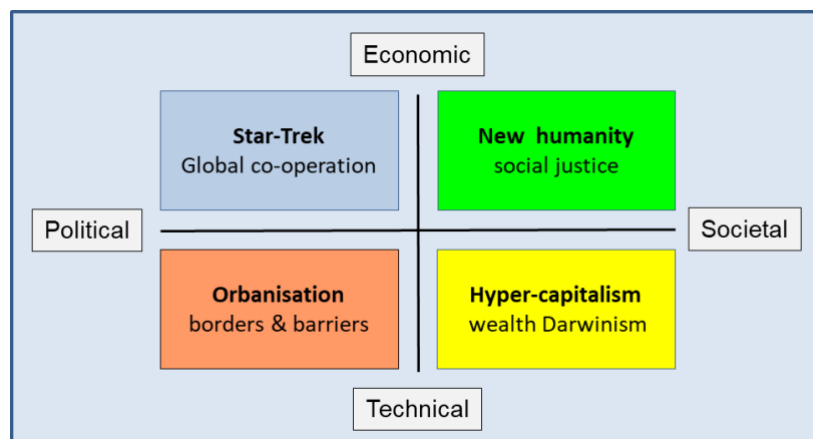 Economic
Star-Trek
Global co-operation
New humanity
social justice
Political
Societal
Orbanisation
borders & barriers
Hyper-capitalism
wealth Darwinism
Technical